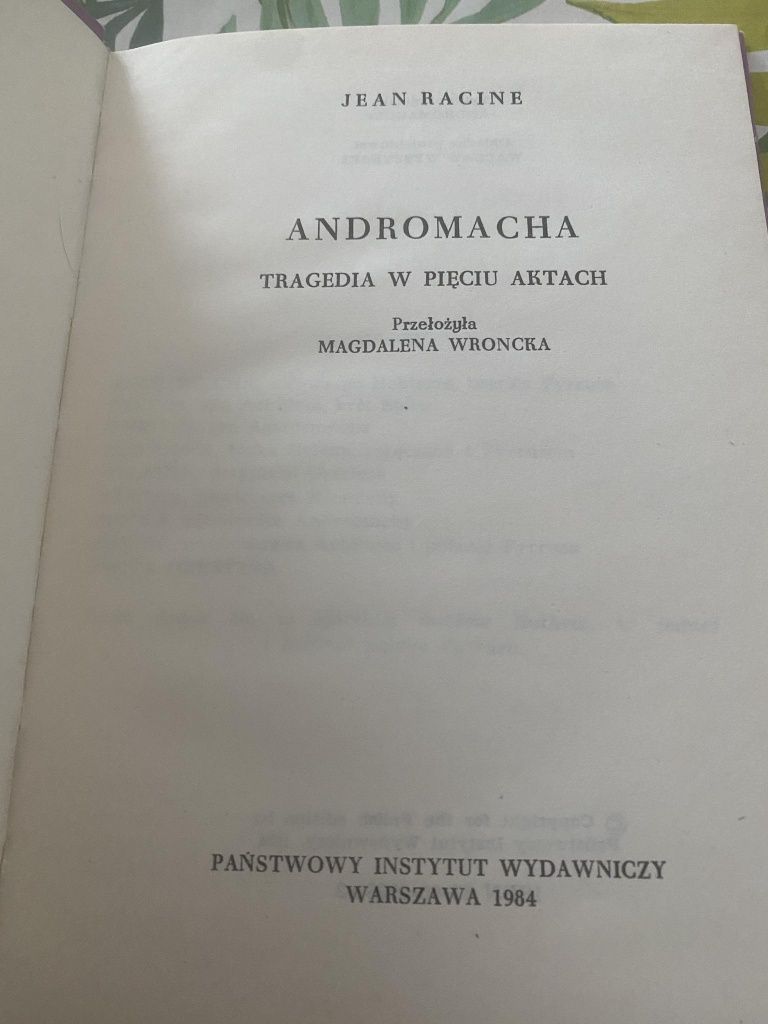 JEAN RACINE
ANDROMACHA
TRAGEDIA W PIĘCIU AKTACH
Przełożyła
MAGDALENA WRONCKA
PAŃSTWOWY INSTYTUT WYDAWNICZY
WARSZAWA 1984